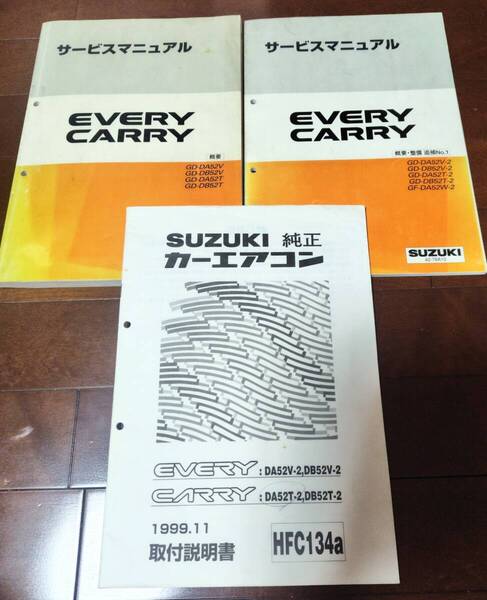 サービスマニュアル
EVERY
CARRY
概要
GD-DA52V
GD-DB52V
GD-DA52T
GD-DB52T
サービスマニュアル
EVERY
CARRY
概要・整備 追補No.1
GD-DA52V-2
GD-DB52V-2
GD-DA52T-2
GD-DB52T-2
GF-DA52W-2
SUZUKI
SUZUKI 純正
カーエアコン
EVERY : DA52V-2,DB52V-2
CARRY : DA52T-2,DB52T-2
1999.11
取付説明書
HFC134a